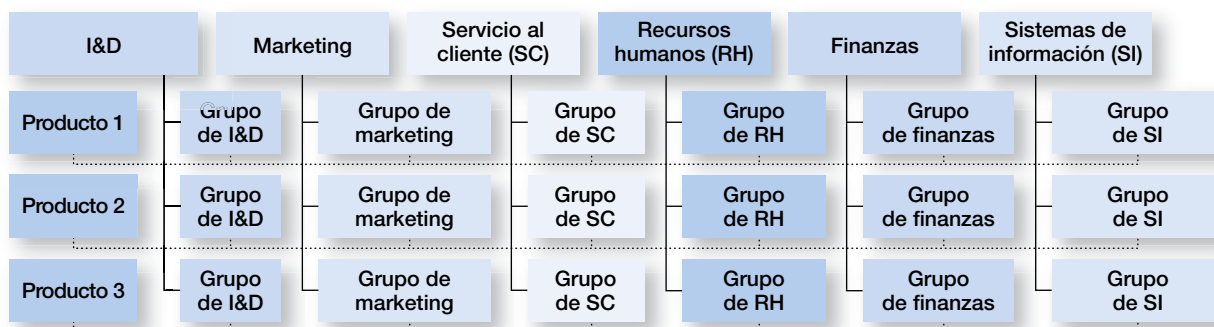 I&D
Marketing
Servicio al
cliente (SC)
Recursos
humanos (RH)
Finanzas
Sistemas de
información (SI)
Producto 1
Grupo
de I&D
Grupo de
marketing
Grupo
de SC
Grupo
de RH
Grupo
de finanzas
Grupo
de SI
Producto 2
Grupo
de I&D
Grupo de
marketing
Grupo
de SC
Grupo
de RH
Grupo
de finanzas
Grupo
de SI
Producto 3
Grupo
de I&D
Grupo de
marketing
Grupo
de SC
Grupo
de RH
Grupo
de finanzas
Grupo
de SI